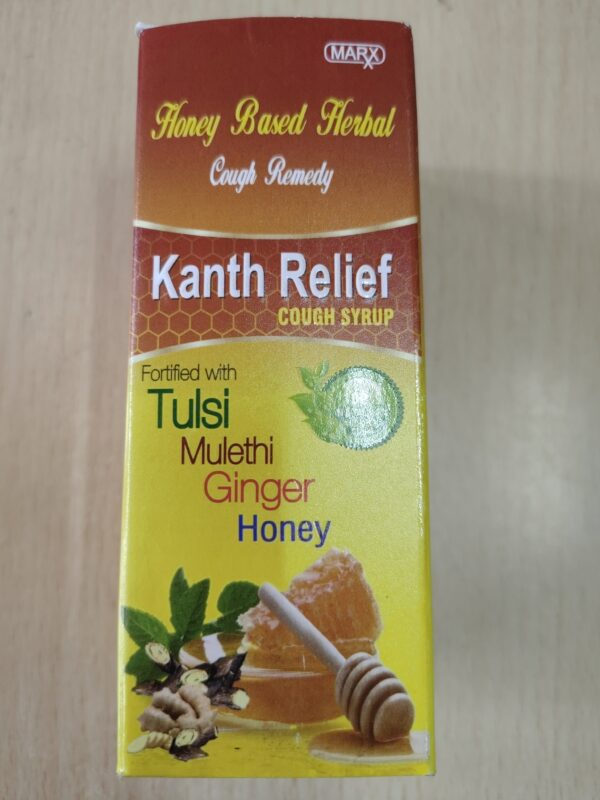 MARX
Honey Based Herbal
Cough Remedy
Kanth Relief
COUGH SYRUP
Fortified with
Tulsi
Mulethi
Ginger
Honey